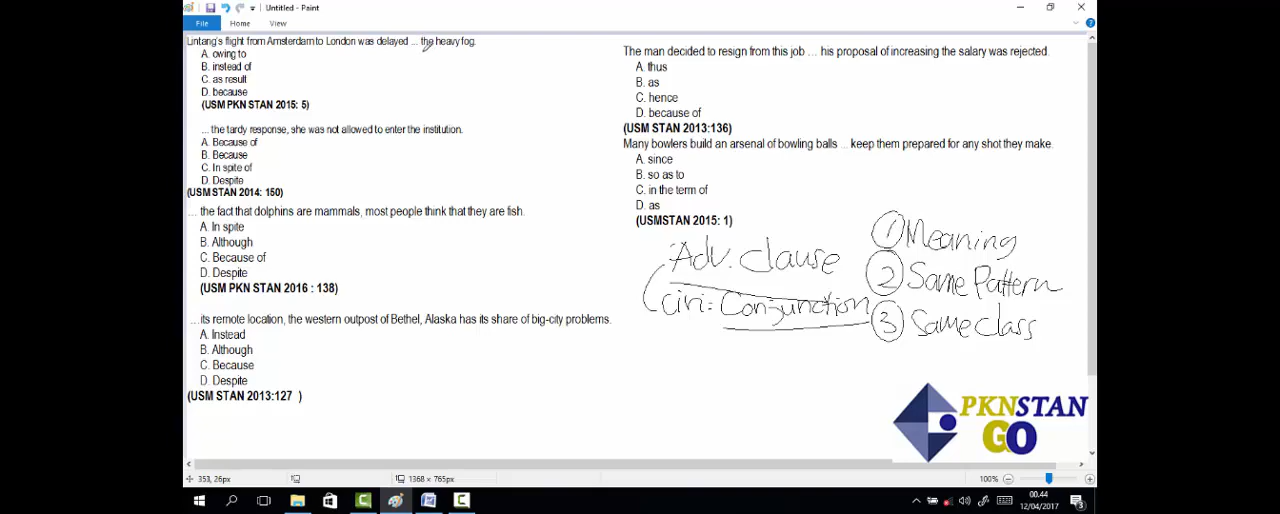 Untitled - Paint
File Home View
Lintang's flight from Amsterdam to London was delayed ... the heavy fog.
A. owing to
B. instead of
C. as result
D. because
(USM PKN STAN 2015: 5)
... the tardy response, she was not allowed to enter the institution.
A. Because of
B. Because
C. In spite of
D. Despite
(USM STAN 2014: 150)
.... the fact that dolphins are mammals, most people think that they are fish.
A. In spite
B. Although
C. Because of
D. Despite
(USM PKN STAN 2016 : 138)
...its remote location, the western outpost of Bethel, Alaska has its share of big-city problems.
A. Instead
B. Although
C. Because
D. Despite
(USM STAN 2013:127 )
The man decided to resign from this job ... his proposal of increasing the salary was rejected.
A. thus
B. as
C. hence
D. because of
(USM STAN 2013:136)
Many bowlers build an arsenal of bowling balls ... keep them prepared for any shot they make.
A. since
B. so as to
C. in the term of
D. as
(USMSTAN 2015: 1)
Adv. clause
Ciri: Conjunction
1 Meaning
2 Same Pattern
3 Same class
PKNSTAN
GO
353, 26px
1368 × 765px
100%
00.44
12/04/2017